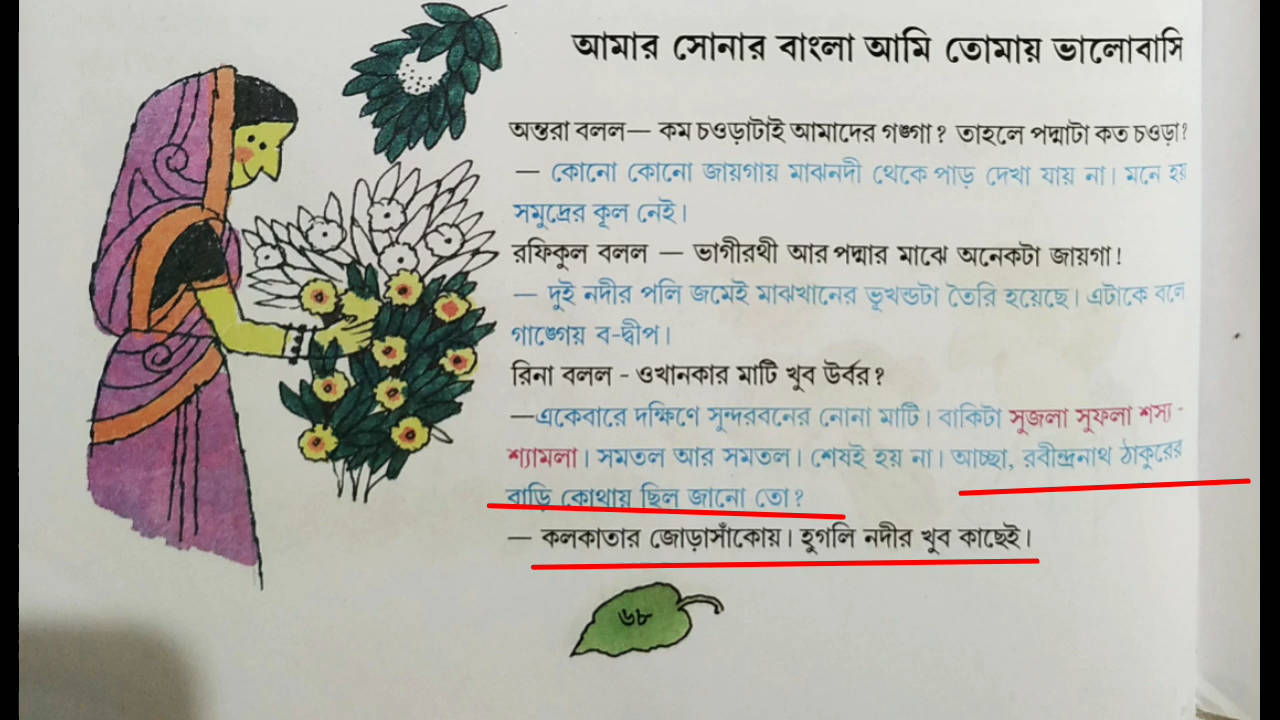 আমার সোনার বাংলা আমি তোমায় ভালোবাসি
অন্তরা বলল— কম চওড়াটাই আমাদের গঙ্গা? তাহলে পদ্মাটা কত চওড়া?
— কোনো কোনো জায়গায় মাঝনদী থেকে পাড় দেখা যায় না। মনে হয়
সমুদ্রের কূল নেই।
রফিকুল বলল — ভাগীরথী আর পদ্মার মাঝে অনেকটা জায়গা!
— দুই নদীর পলি জমেই মাঝখানের ভূখন্ডটা তৈরি হয়েছে। এটাকে বলে
গাঙ্গেয় ব-দ্বীপ।
রিনা বলল - ওখানকার মাটি খুব উর্বর?
—একেবারে দক্ষিণে সুন্দরবনের নোনা মাটি। বাকিটা সুজলা সুফলা শস্য -
শ্যামলা। সমতল আর সমতল। শেষই হয় না। আচ্ছা, রবীন্দ্রনাথ ঠাকুরের
বাড়ি কোথায় ছিল জানো তো?
— কলকাতার জোড়াসাঁকোয়। হুগলি নদীর খুব কাছেই।
৬৮